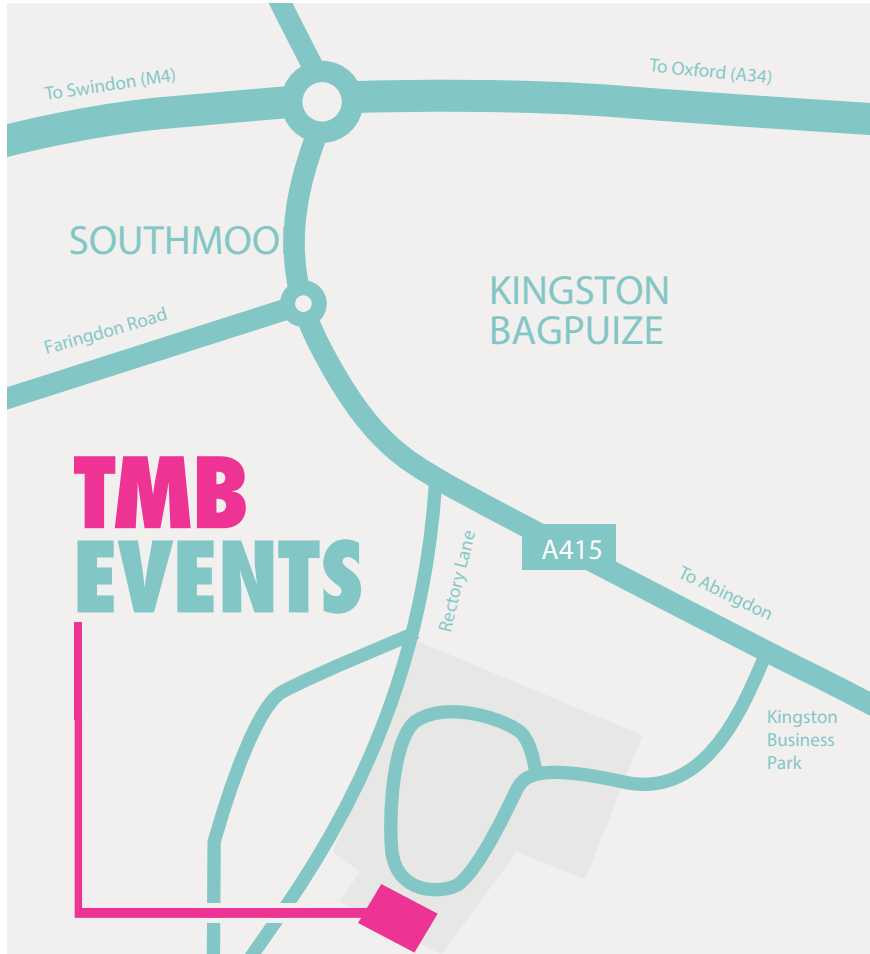 To Swindon (M4)
To Oxford (A34)
SOUTHMOO
KINGSTON
BAGPUIZE
Faringdon Road
TMB
EVENTS
Rectory Lane
A415
To Abingdon
Kingston
Business
Park